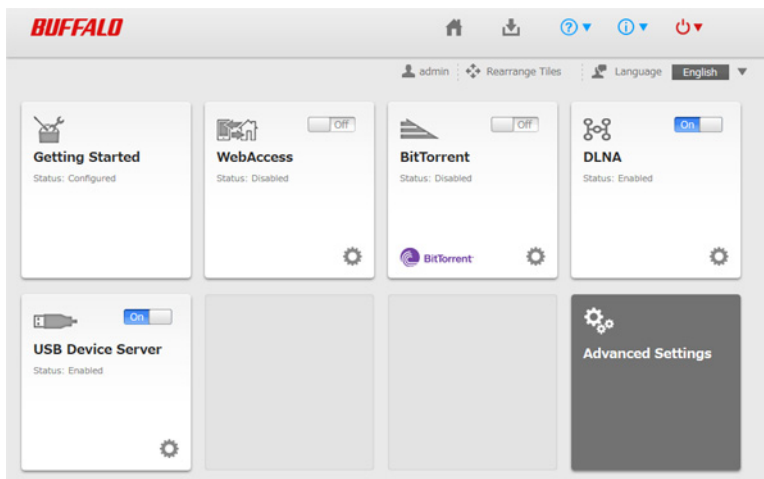 BUFFALO
admin Rearrange Tiles Language English
Off Off On
Getting Started WebAccess BitTorrent DLNA
Status: Configured Status: Disabled Status: Disabled Status: Enabled
BitTorrent
On
USB Device Server Advanced Settings
Status: Enabled